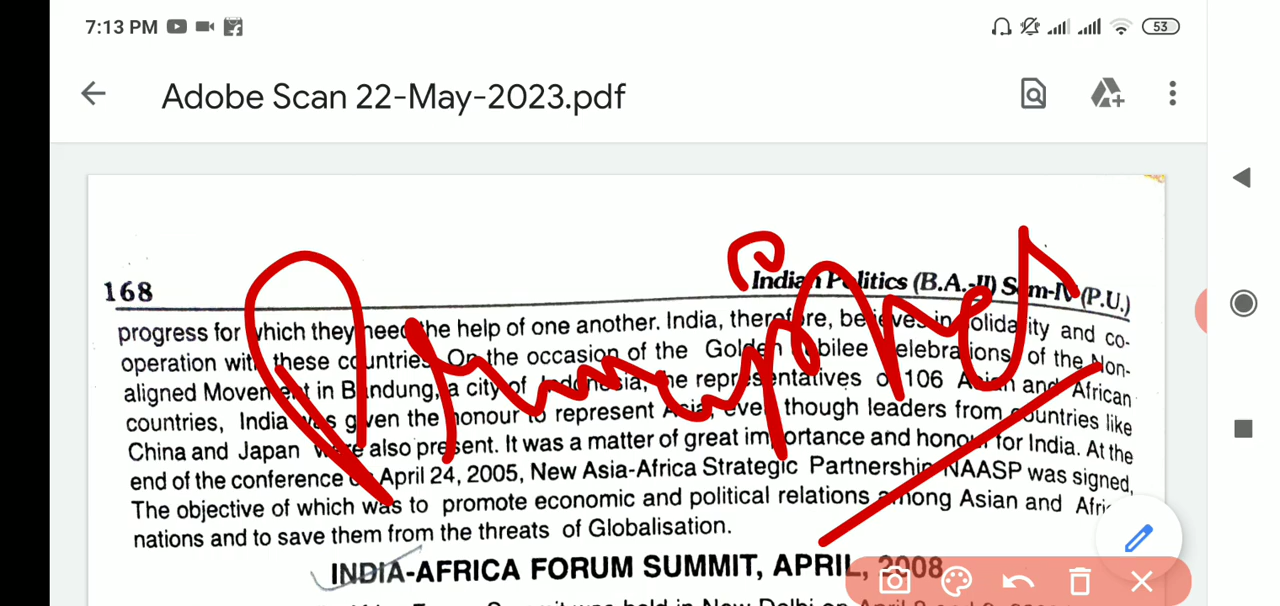 7:13 PM
53
Adobe Scan 22-May-2023.pdf
168
Indian Politics (B.A.-II) Sem-IV (P.U.)
progress for which they need the help of one another. India, therefore, believes in solidarity and co-
operation with these countries. On the occasion of the Golden Jubilee Celebrations of the Non-
aligned Movement in Bandung, a city of Indonesia, the representatives of 106 Asian and African
countries, India was given the honour to represent Asia, even though leaders from countries like
China and Japan were also present. It was a matter of great importance and honour for India. At the
end of the conference on April 24, 2005, New Asia-Africa Strategic Partnership NAASP was signed.
The objective of which was to promote economic and political relations among Asian and
nations and to save them from the threats of Globalisation.
INDIA-AFRICA FORUM SUMMIT, APRIL, 2008